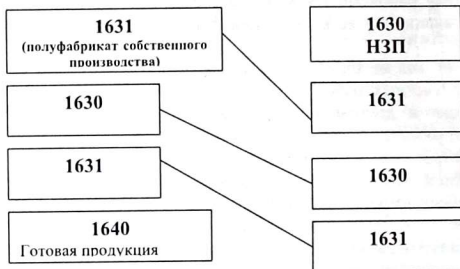 1631
(полуфабрикат собственного
производства)
1630
1631
1640
Готовая продукция
1630
НЗП
1631
1630
1631